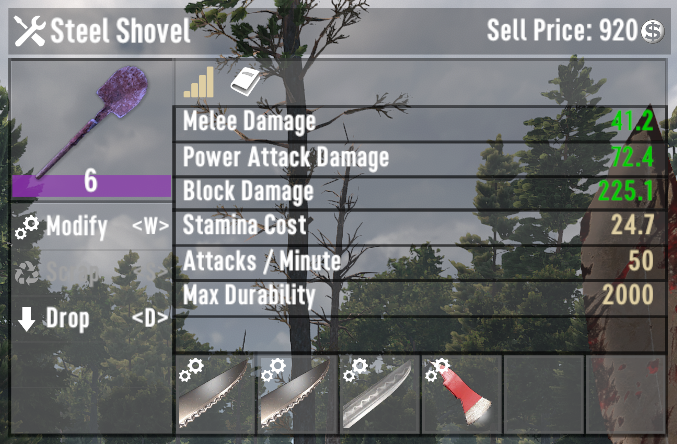 Steel Shovel Sell Price: 920
6
Melee Damage 41.2
Power Attack Damage 72.4
Block Damage 225.1
Modify <W> Stamina Cost 24.7
Attacks / Minute 50
Drop <D> Max Durability 2000